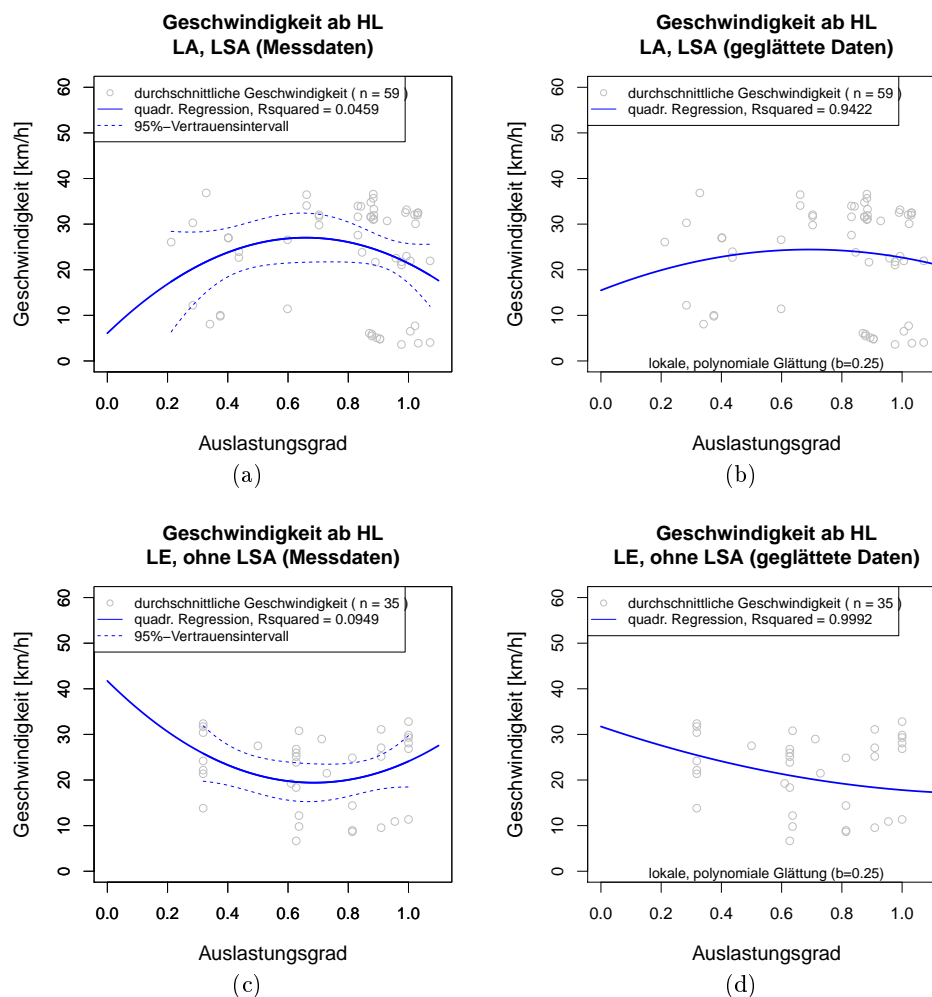 Geschwindigkeit ab HL
LA, LSA (Messdaten)
durchschnittliche Geschwindigkeit ( n = 59 )
quadr. Regression, Rsquared = 0.0459
95%−Vertrauensintervall
Geschwindigkeit [km/h]
60
50
40
30
20
10
0
0.0 0.2 0.4 0.6 0.8 1.0
Auslastungsgrad
(a)
Geschwindigkeit ab HL
LA, LSA (geglättete Daten)
durchschnittliche Geschwindigkeit ( n = 59 )
quadr. Regression, Rsquared = 0.9422
Geschwindigkeit [km/h]
60
50
40
30
20
10
0
lokale, polynomiale Glättung (b=0.25)
0.0 0.2 0.4 0.6 0.8 1.0
Auslastungsgrad
(b)
Geschwindigkeit ab HL
LE, ohne LSA (Messdaten)
durchschnittliche Geschwindigkeit ( n = 35 )
quadr. Regression, Rsquared = 0.0949
95%−Vertrauensintervall
Geschwindigkeit [km/h]
60
50
40
30
20
10
0
0.0 0.2 0.4 0.6 0.8 1.0
Auslastungsgrad
(c)
Geschwindigkeit ab HL
LE, ohne LSA (geglättete Daten)
durchschnittliche Geschwindigkeit ( n = 35 )
quadr. Regression, Rsquared = 0.9992
Geschwindigkeit [km/h]
60
50
40
30
20
10
0
lokale, polynomiale Glättung (b=0.25)
0.0 0.2 0.4 0.6 0.8 1.0
Auslastungsgrad
(d)